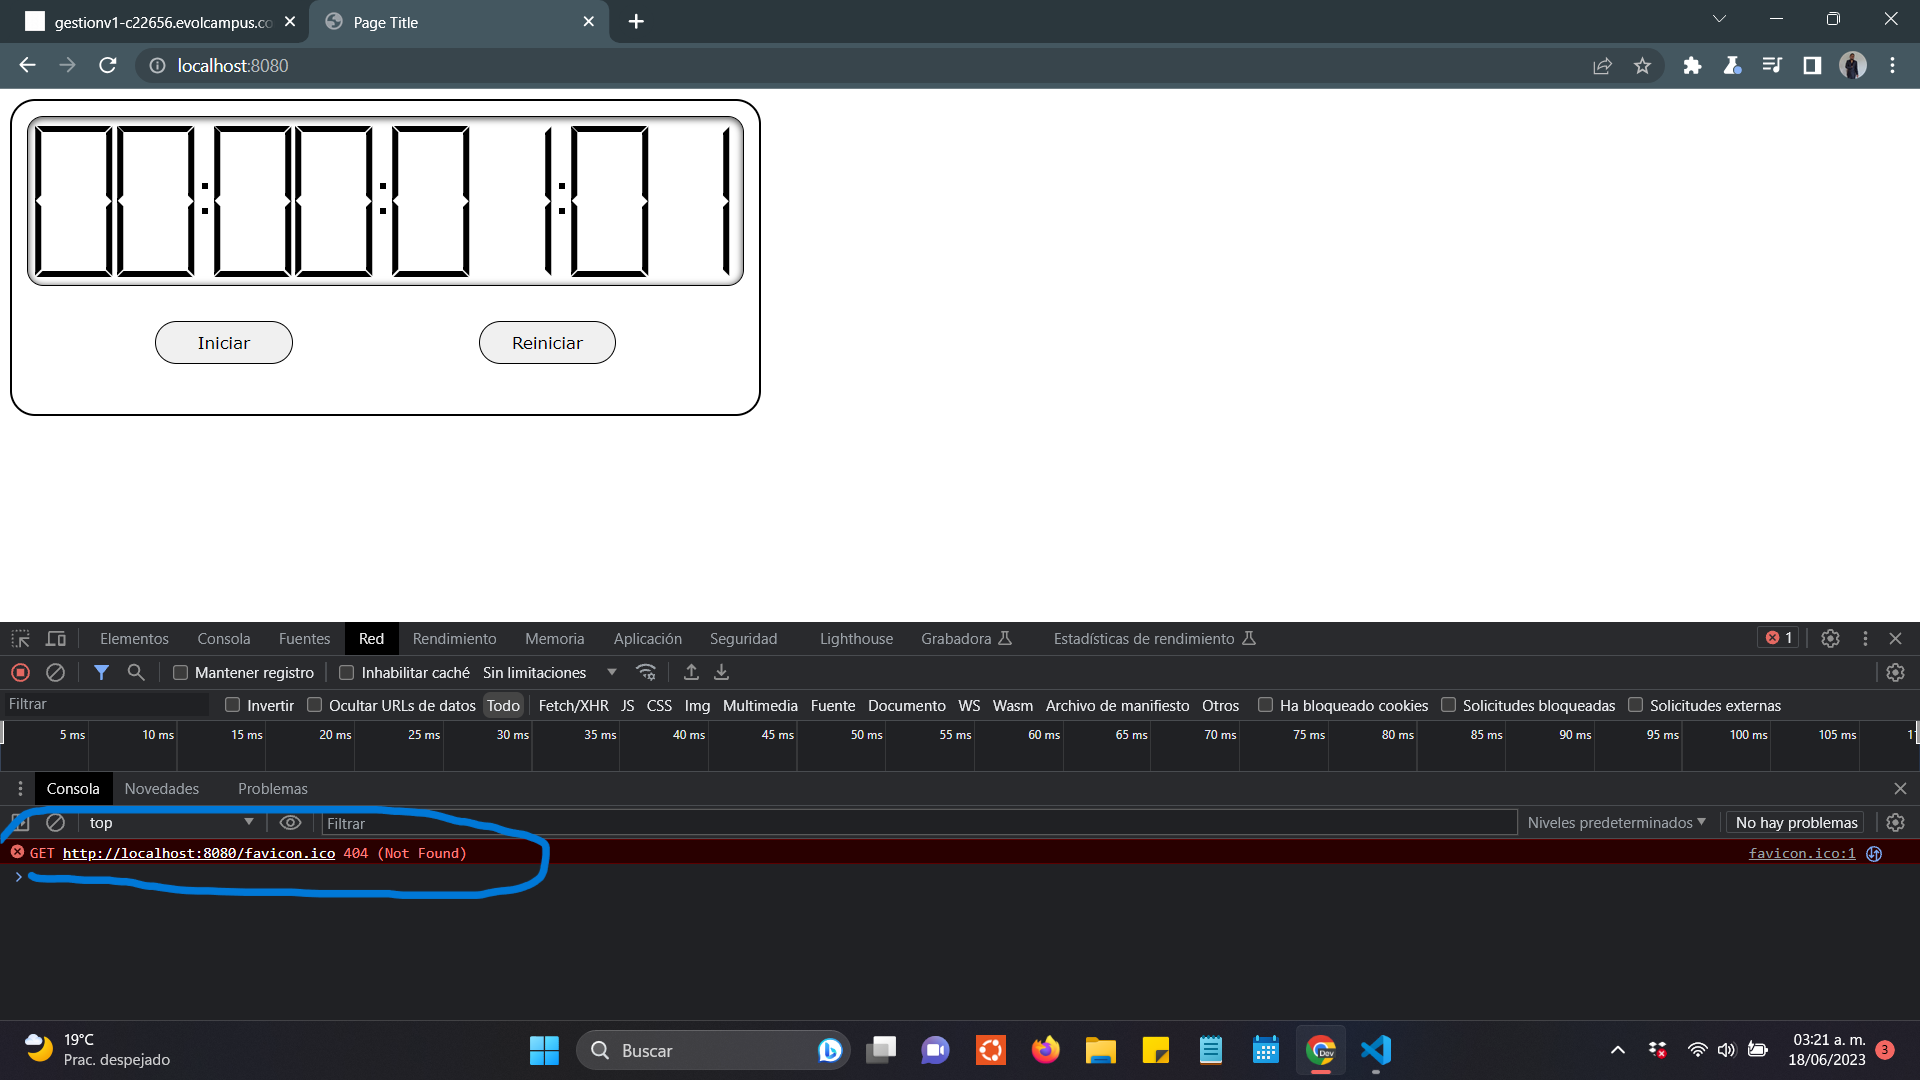 gestionv1-c22656.evolcampus.co
Page Title
localhost:8080
00:00:01:01
Iniciar
Reiniciar
Elementos Consola Fuentes Red Rendimiento Memoria Aplicación Seguridad Lighthouse Grabadora Estadísticas de rendimiento 1
Mantener registro Inhabilitar caché Sin limitaciones
Filtrar Invertir Ocultar URLs de datos Todo Fetch/XHR JS CSS Img Multimedia Fuente Documento WS Wasm Archivo de manifiesto Otros Ha bloqueado cookies Solicitudes bloqueadas Solicitudes externas
5 ms 10 ms 15 ms 20 ms 25 ms 30 ms 35 ms 40 ms 45 ms 50 ms 55 ms 60 ms 65 ms 70 ms 75 ms 80 ms 85 ms 90 ms 95 ms 100 ms 105 ms
Consola Novedades Problemas
top Filtrar Niveles predeterminados No hay problemas
GET http://localhost:8080/favicon.ico 404 (Not Found) favicon.ico:1
19°C
Prac. despejado
Buscar
Dev
03:21 a. m.
18/06/2023
3